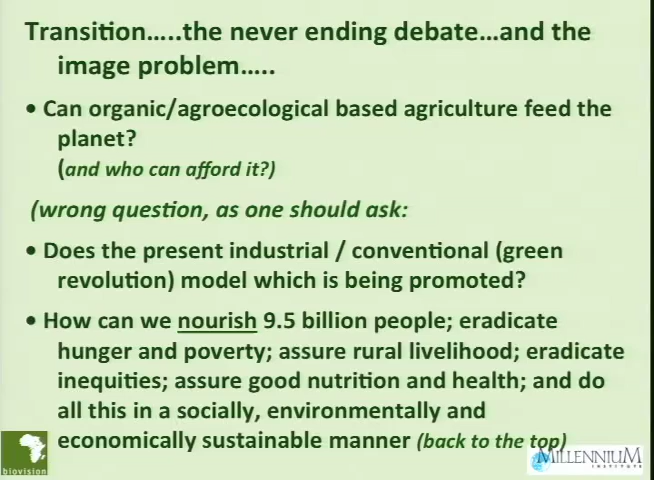 Transition.....the never ending debate...and the
image problem.....
• Can organic/agroecological based agriculture feed the
planet?
(and who can afford it?)
(wrong question, as one should ask:
• Does the present industrial / conventional (green
revolution) model which is being promoted?
• How can we nourish 9.5 billion people; eradicate
hunger and poverty; assure rural livelihood; eradicate
inequities; assure good nutrition and health; and do
all this in a socially, environmentally and
economically sustainable manner (back to the top)
biovision
MILLENNIUM
INSTITUTE